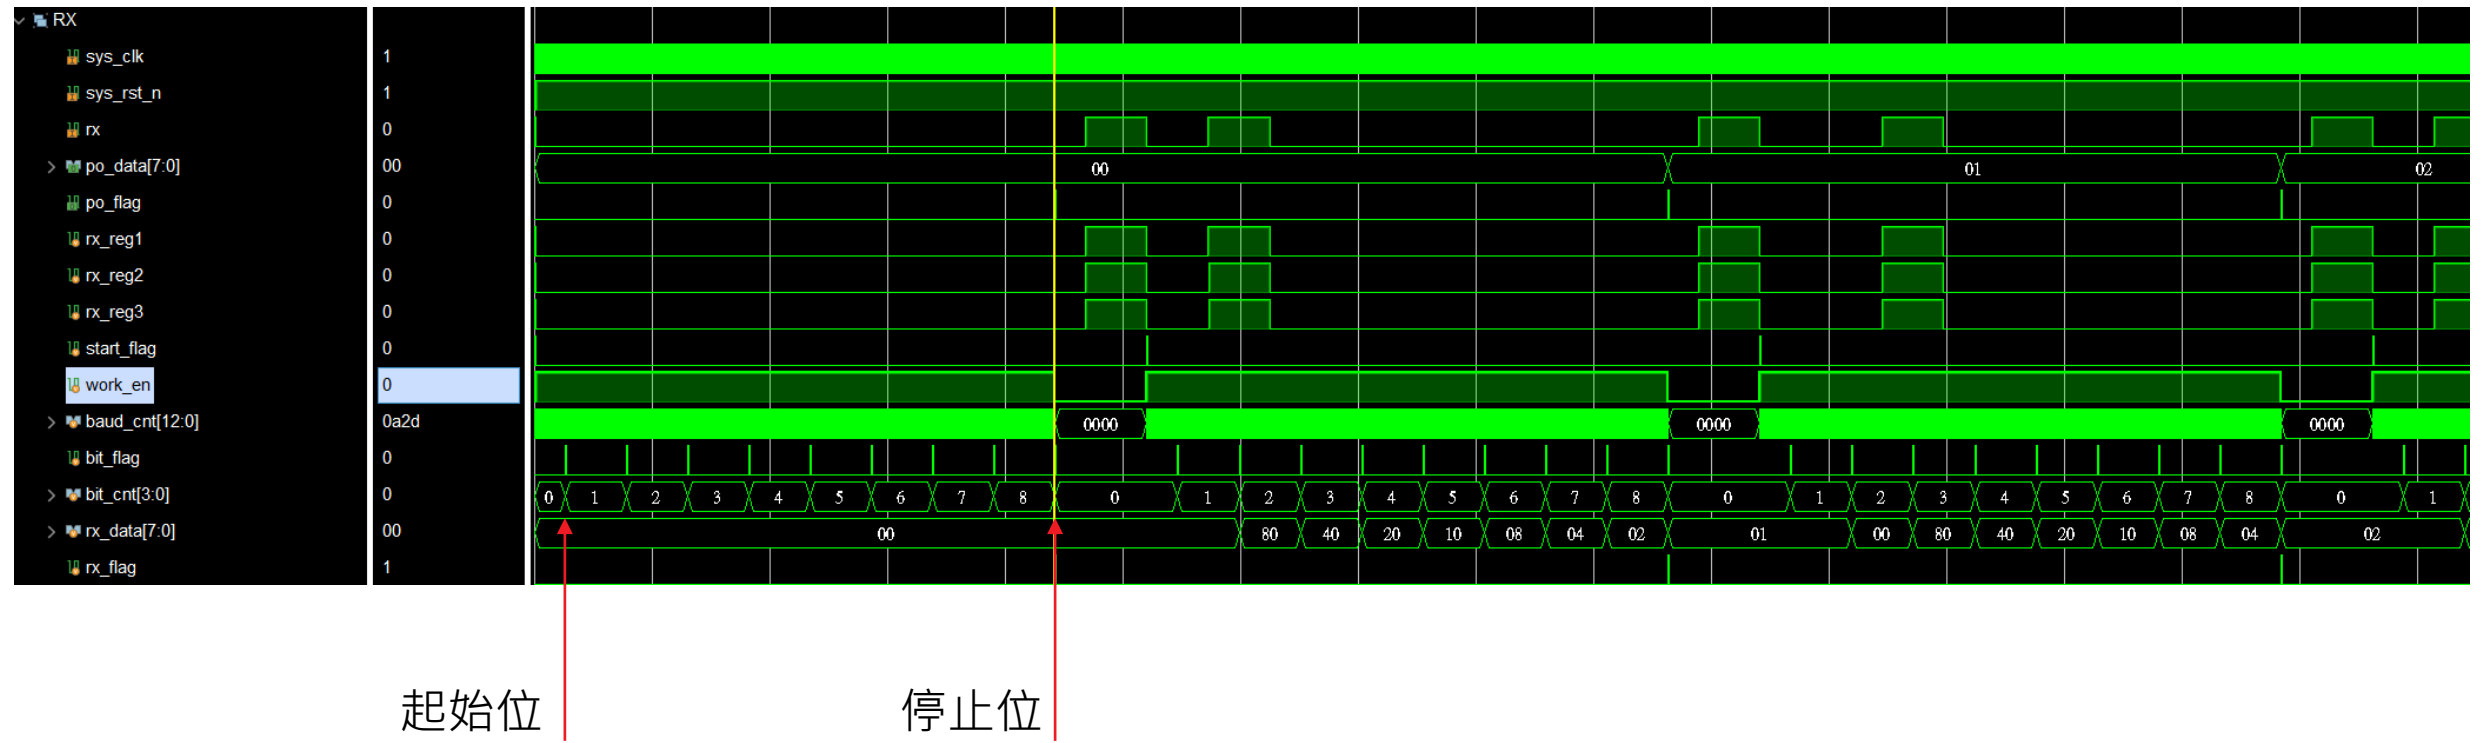 RX
sys_clk 1
sys_rst_n 1
rx 0
po_data[7:0] 00 00 01 02
po_flag 0
rx_reg1 0
rx_reg2 0
rx_reg3 0
start_flag 0
work_en 0
baud_cnt[12:0] 0a2d 0000 0000 0000
bit_flag 0
bit_cnt[3:0] 0 0 1 2 3 4 5 6 7 8 0 1 2 3 4 5 6 7 8 0 1 2 3 4 5 6 7 8 0 1
rx_data[7:0] 00 00 80 40 20 10 08 04 02 01 00 80 40 20 10 08 04 02
rx_flag 1
起始位 停止位